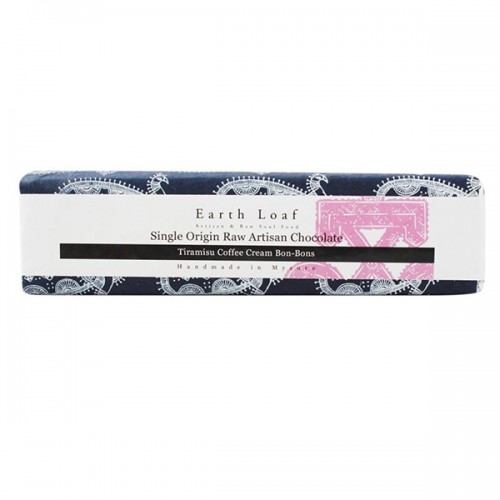 Earth Loaf
Artisan & Raw Soul Food
Single Origin Raw Artisan Chocolate
Tiramisu Coffee Cream Bon-Bons
Handmade in Mysore